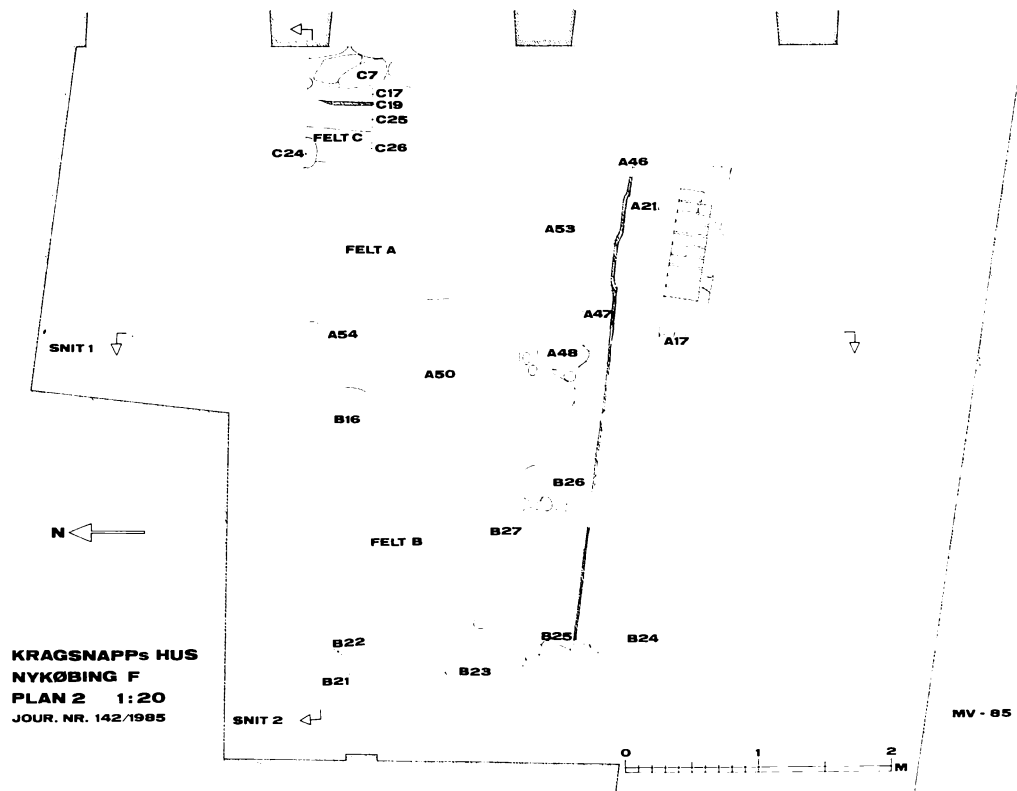 C7
C17
C19
C25
FELT C
C24
C26
A46
A21
A53
FELT A
A47
A54
SNIT 1
A48
A17
A50
B16
B26
N
B27
FELT B
B22
B25
B24
KRAGSNAPPs HUS
NYKØBING F
B23
B21
PLAN 2 1:20
JOUR. NR. 142/1985
SNIT 2
MV - 85
0 1 2
M